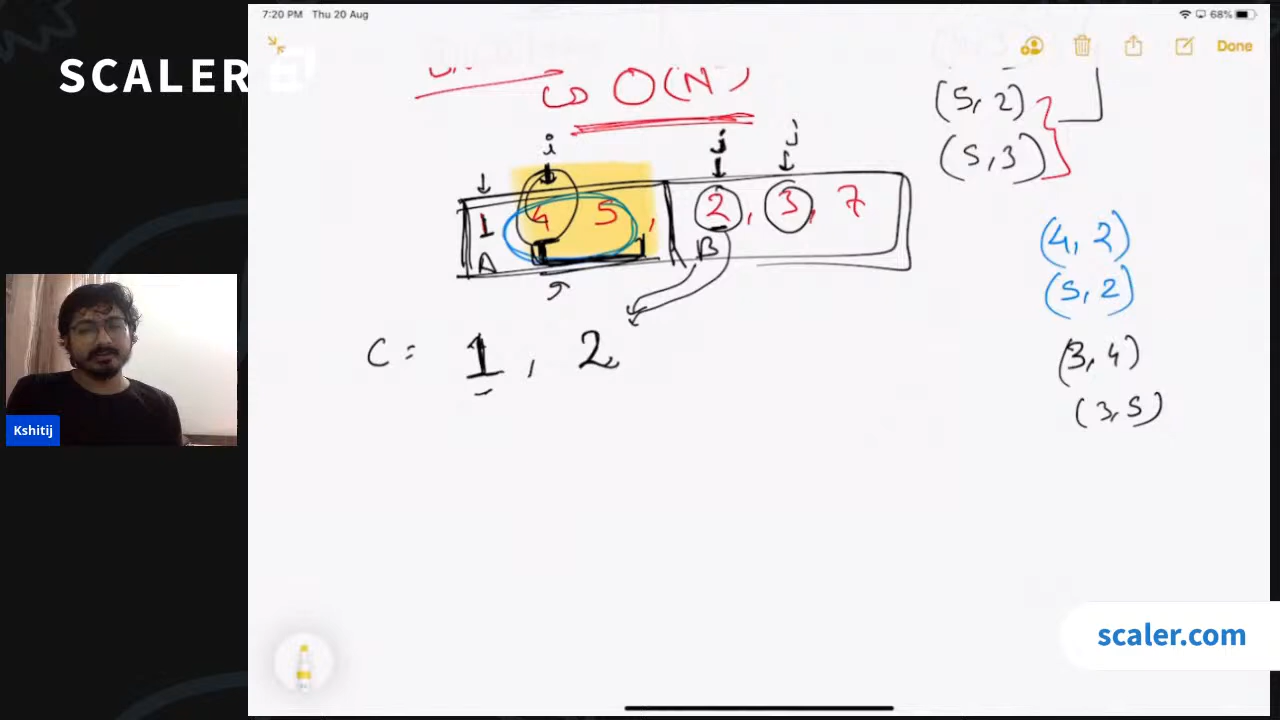 7:20 PM Thu 20 Aug
68%
SCALER
Done
O(N)
(5, 2)
(5, 3)
i
j
j
1 4 5 , 2 , 3 , 7
A
B
(4, 2)
(5, 2)
C = 1 , 2
(3, 4)
(3, 5)
Kshitij
scaler.com